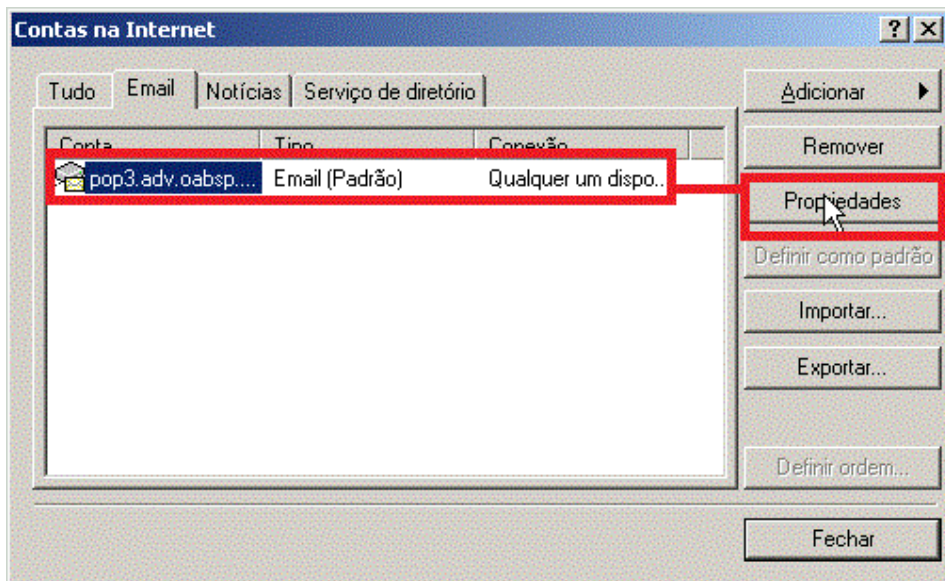 Contas na Internet
Tudo Email Notícias Serviço de diretório
Adicionar
Conta Tipo Conexão
Remover
pop3.adv.oabsp.... Email (Padrão) Qualquer um dispo..
Propriedades
Definir como padrão
Importar...
Exportar...
Definir ordem...
Fechar